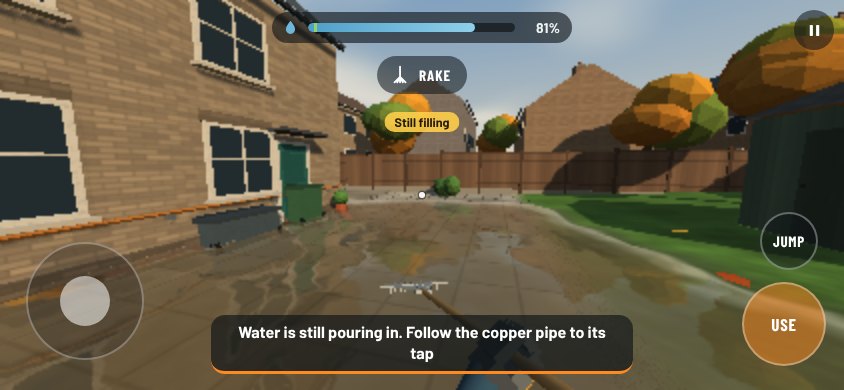 81%
RAKE
Still filling
JUMP
USE
Water is still pouring in. Follow the copper pipe to its
tap